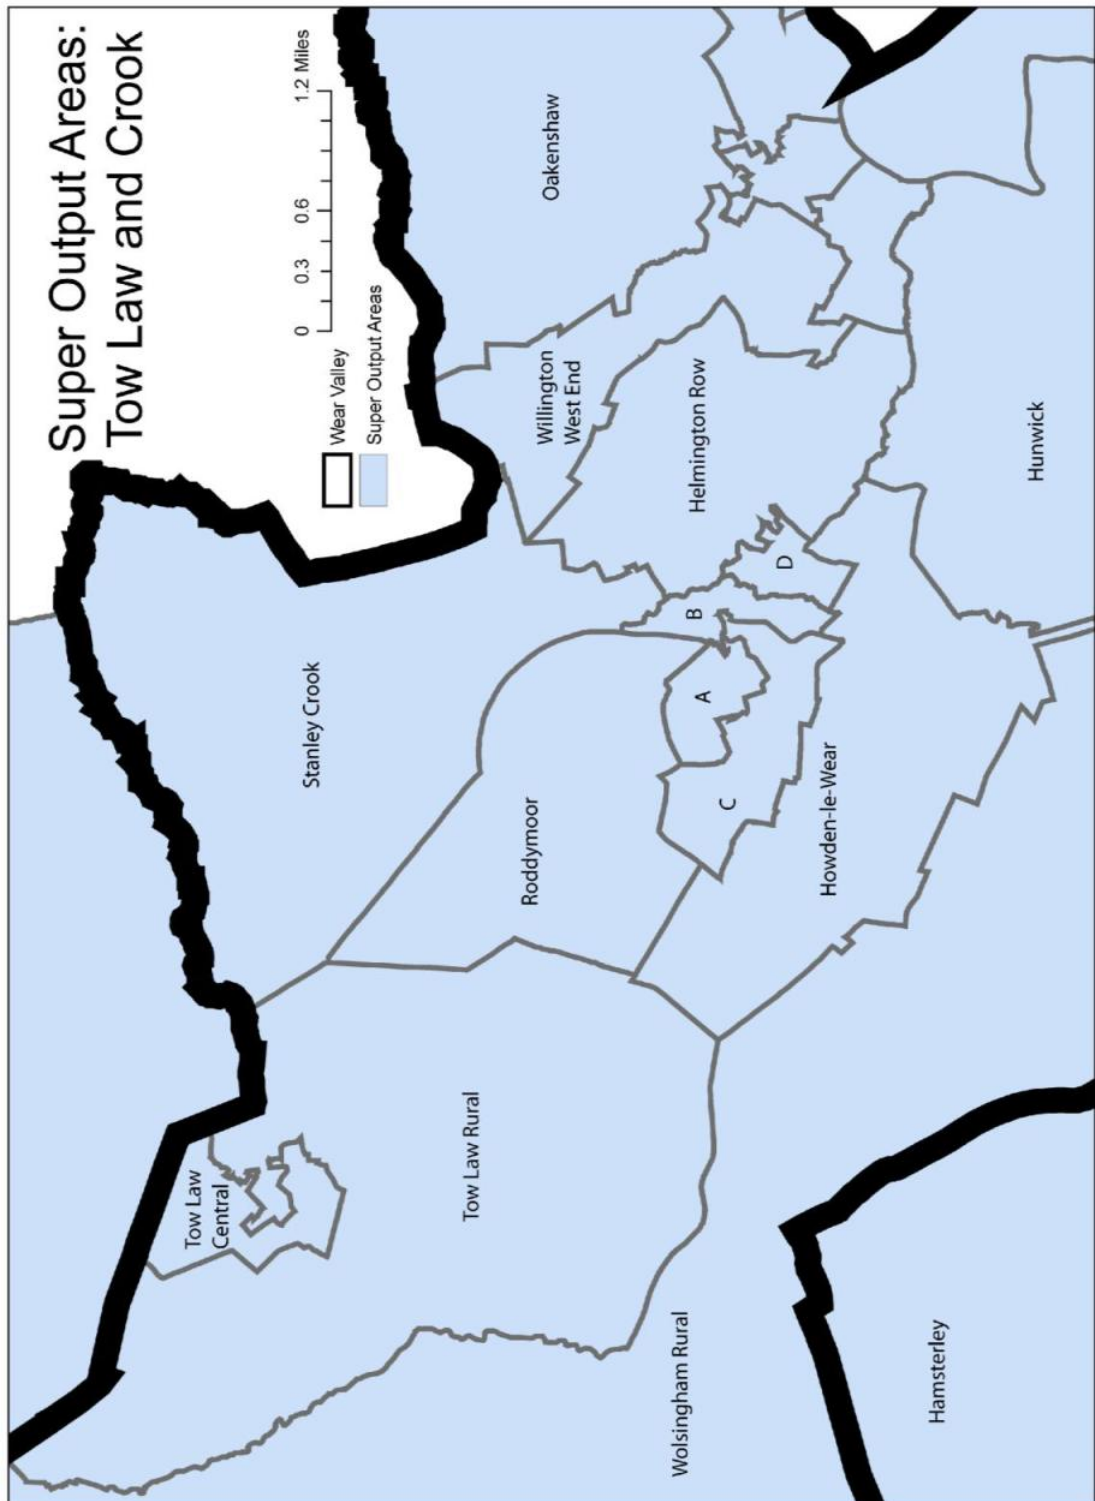 Super Output Areas:
Tow Law and Crook
0 0.3 0.6 1.2 Miles
Wear Valley
Super Output Areas
Tow Law
Central
Stanley Crook
Tow Law Rural
Roddymoor
Willington
West End
Oakenshaw
Helmington Row
B
A
C
D
Wolsingham Rural
Howden-le-Wear
Hamsterley
Hunwick